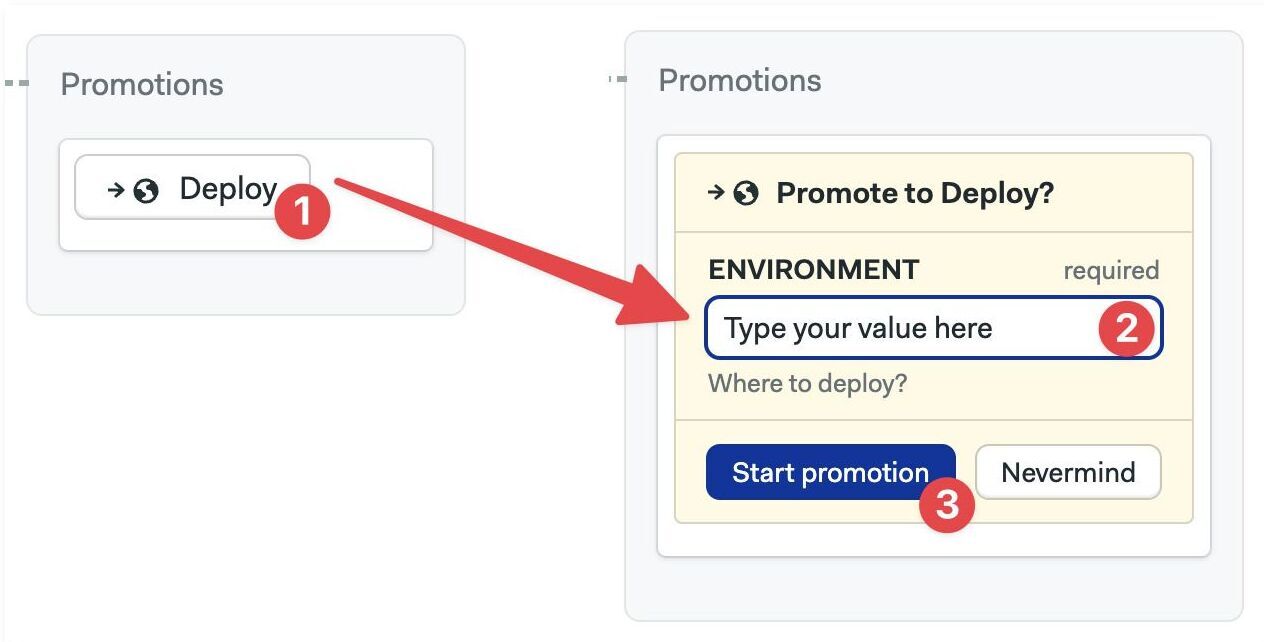 Promotions
Deploy
1
Promotions
Promote to Deploy?
ENVIRONMENT required
Type your value here 2
Where to deploy?
Start promotion Nevermind
3